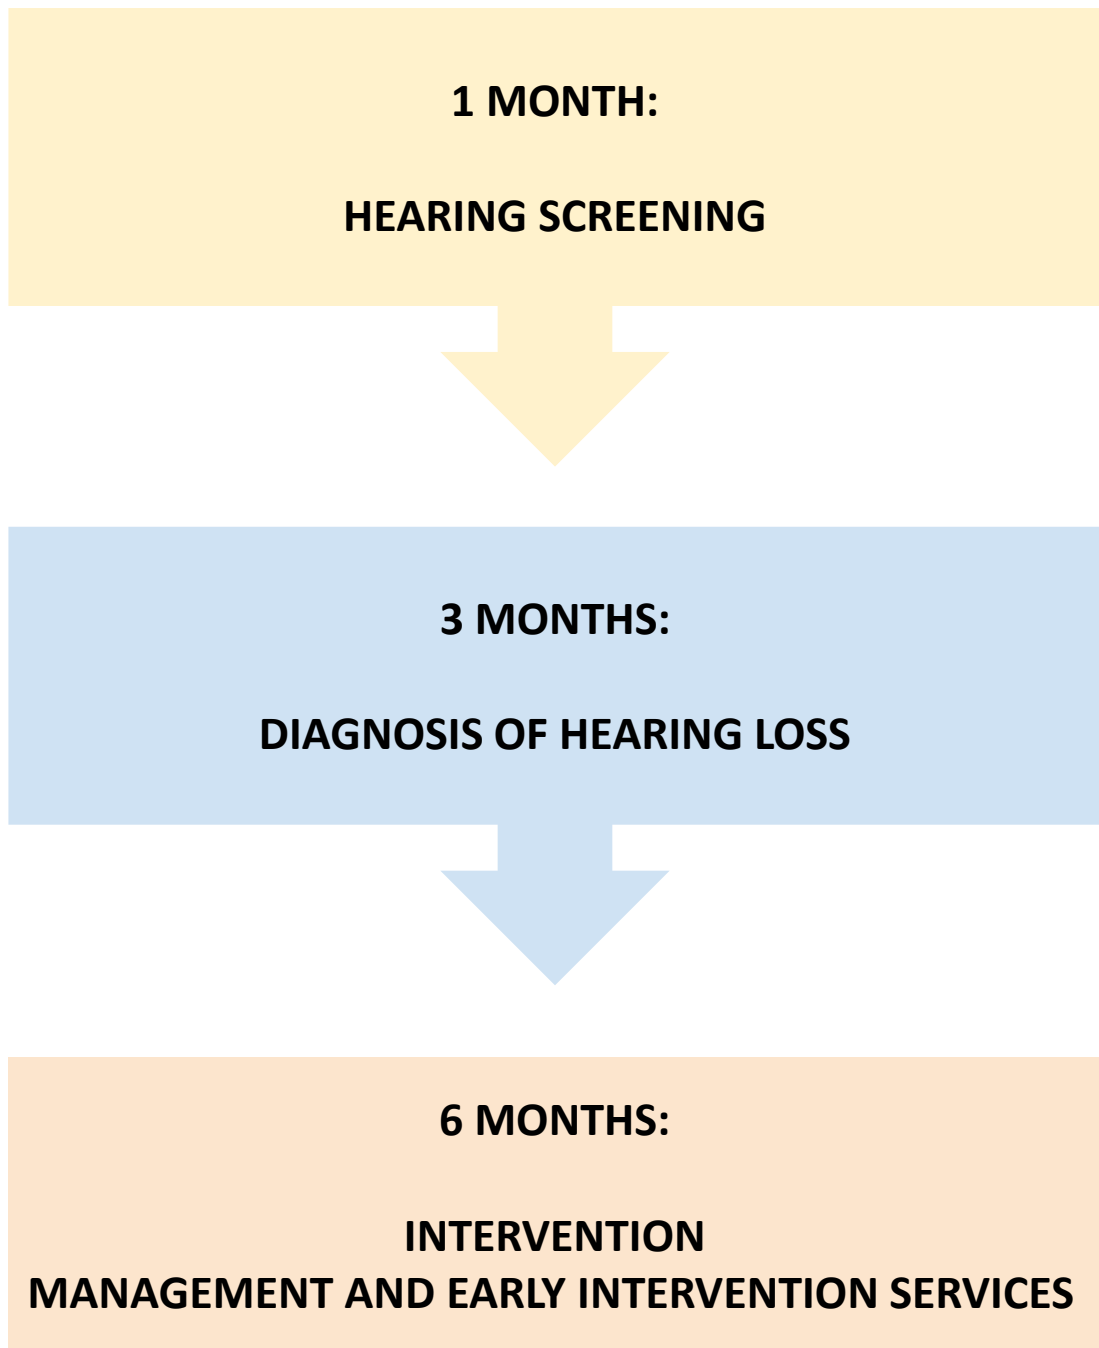 1 MONTH:
HEARING SCREENING
3 MONTHS:
DIAGNOSIS OF HEARING LOSS
6 MONTHS:
INTERVENTION
MANAGEMENT AND EARLY INTERVENTION SERVICES